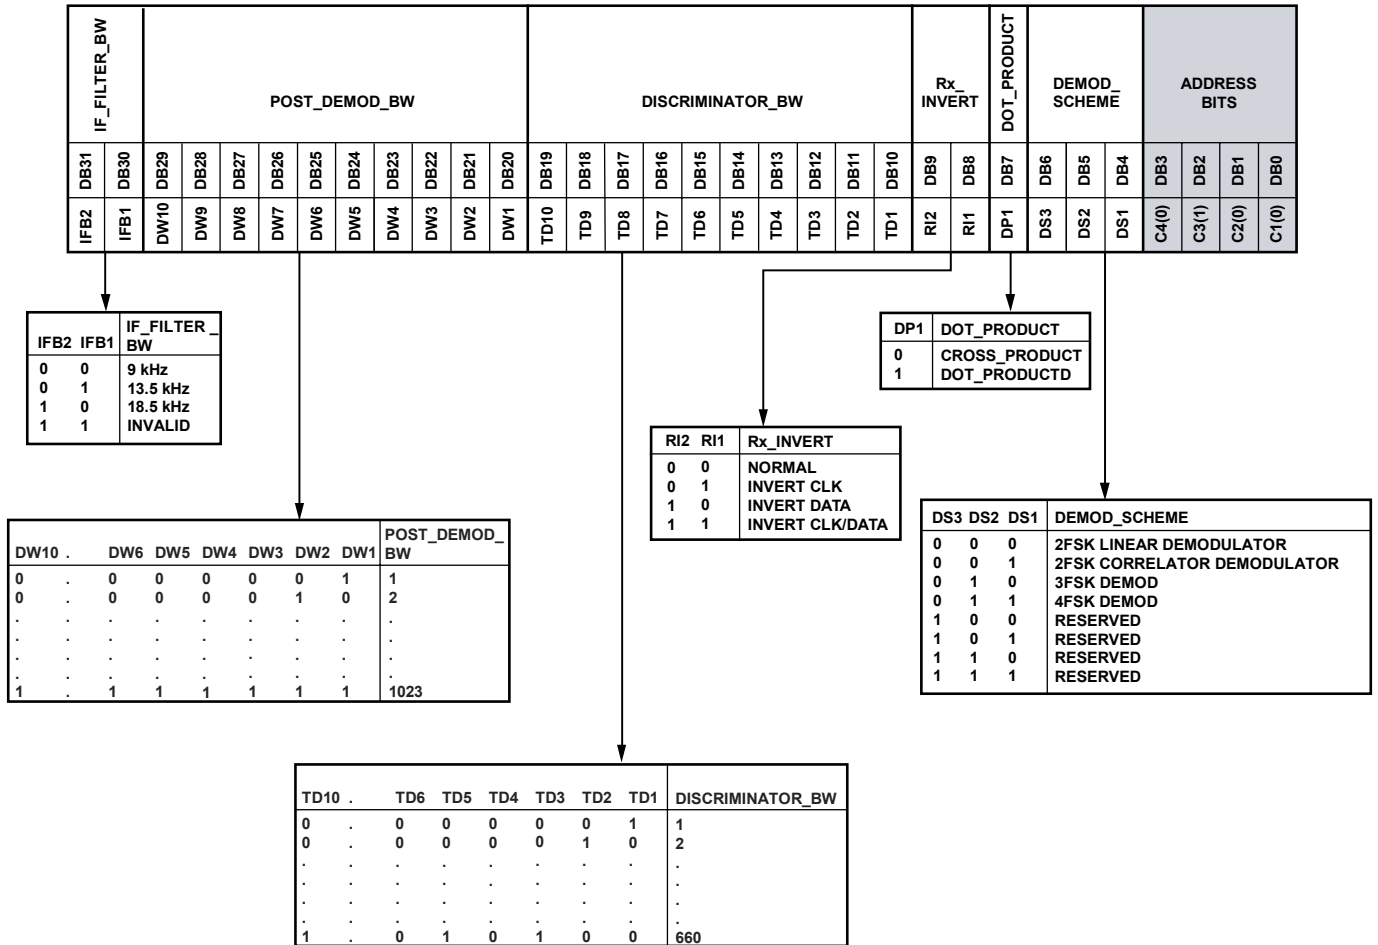 IF_FILTER_BW
POST_DEMOD_BW
DISCRIMINATOR_BW
Rx_
INVERT
DOT_PRODUCT
DEMOD_
SCHEME
ADDRESS
BITS
DB31 DB30 DB29 DB28 DB27 DB26 DB25 DB24 DB23 DB22 DB21 DB20 DB19 DB18 DB17 DB16 DB15 DB14 DB13 DB12 DB11 DB10 DB9 DB8 DB7 DB6 DB5 DB4 DB3 DB2 DB1 DB0
IFB2 IFB1 DW10 DW9 DW8 DW7 DW6 DW5 DW4 DW3 DW2 DW1 TD10 TD9 TD8 TD7 TD6 TD5 TD4 TD3 TD2 TD1 RI2 RI1 DP1 DS3 DS2 DS1 C4(0) C3(1) C2(0) C1(0)
IFB2 IFB1 IF_FILTER _
BW
0 0 9 kHz
0 1 13.5 kHz
1 0 18.5 kHz
1 1 INVALID
DP1 DOT_PRODUCT
0 CROSS_PRODUCT
1 DOT_PRODUCTD
RI2 RI1 Rx_INVERT
0 0 NORMAL
0 1 INVERT CLK
1 0 INVERT DATA
1 1 INVERT CLK/DATA
DS3 DS2 DS1 DEMOD_SCHEME
0 0 0 2FSK LINEAR DEMODULATOR
0 0 1 2FSK CORRELATOR DEMODULATOR
0 1 0 3FSK DEMOD
0 1 1 4FSK DEMOD
1 0 0 RESERVED
1 0 1 RESERVED
1 1 0 RESERVED
1 1 1 RESERVED
DW10 . DW6 DW5 DW4 DW3 DW2 DW1 POST_DEMOD_
BW
0 . 0 0 0 0 0 1 1
0 . 0 0 0 0 1 0 2
. . . . . . . . .
. . . . . . . . .
. . . . . . . . .
. . . . . . . . .
1 . 1 1 1 1 1 1 1023
TD10 . TD6 TD5 TD4 TD3 TD2 TD1 DISCRIMINATOR_BW
0 . 0 0 0 0 0 1 1
0 . 0 0 0 0 1 0 2
. . . . . . . . .
. . . . . . . . .
. . . . . . . . .
. . . . . . . . .
1 . 0 1 0 1 0 0 660